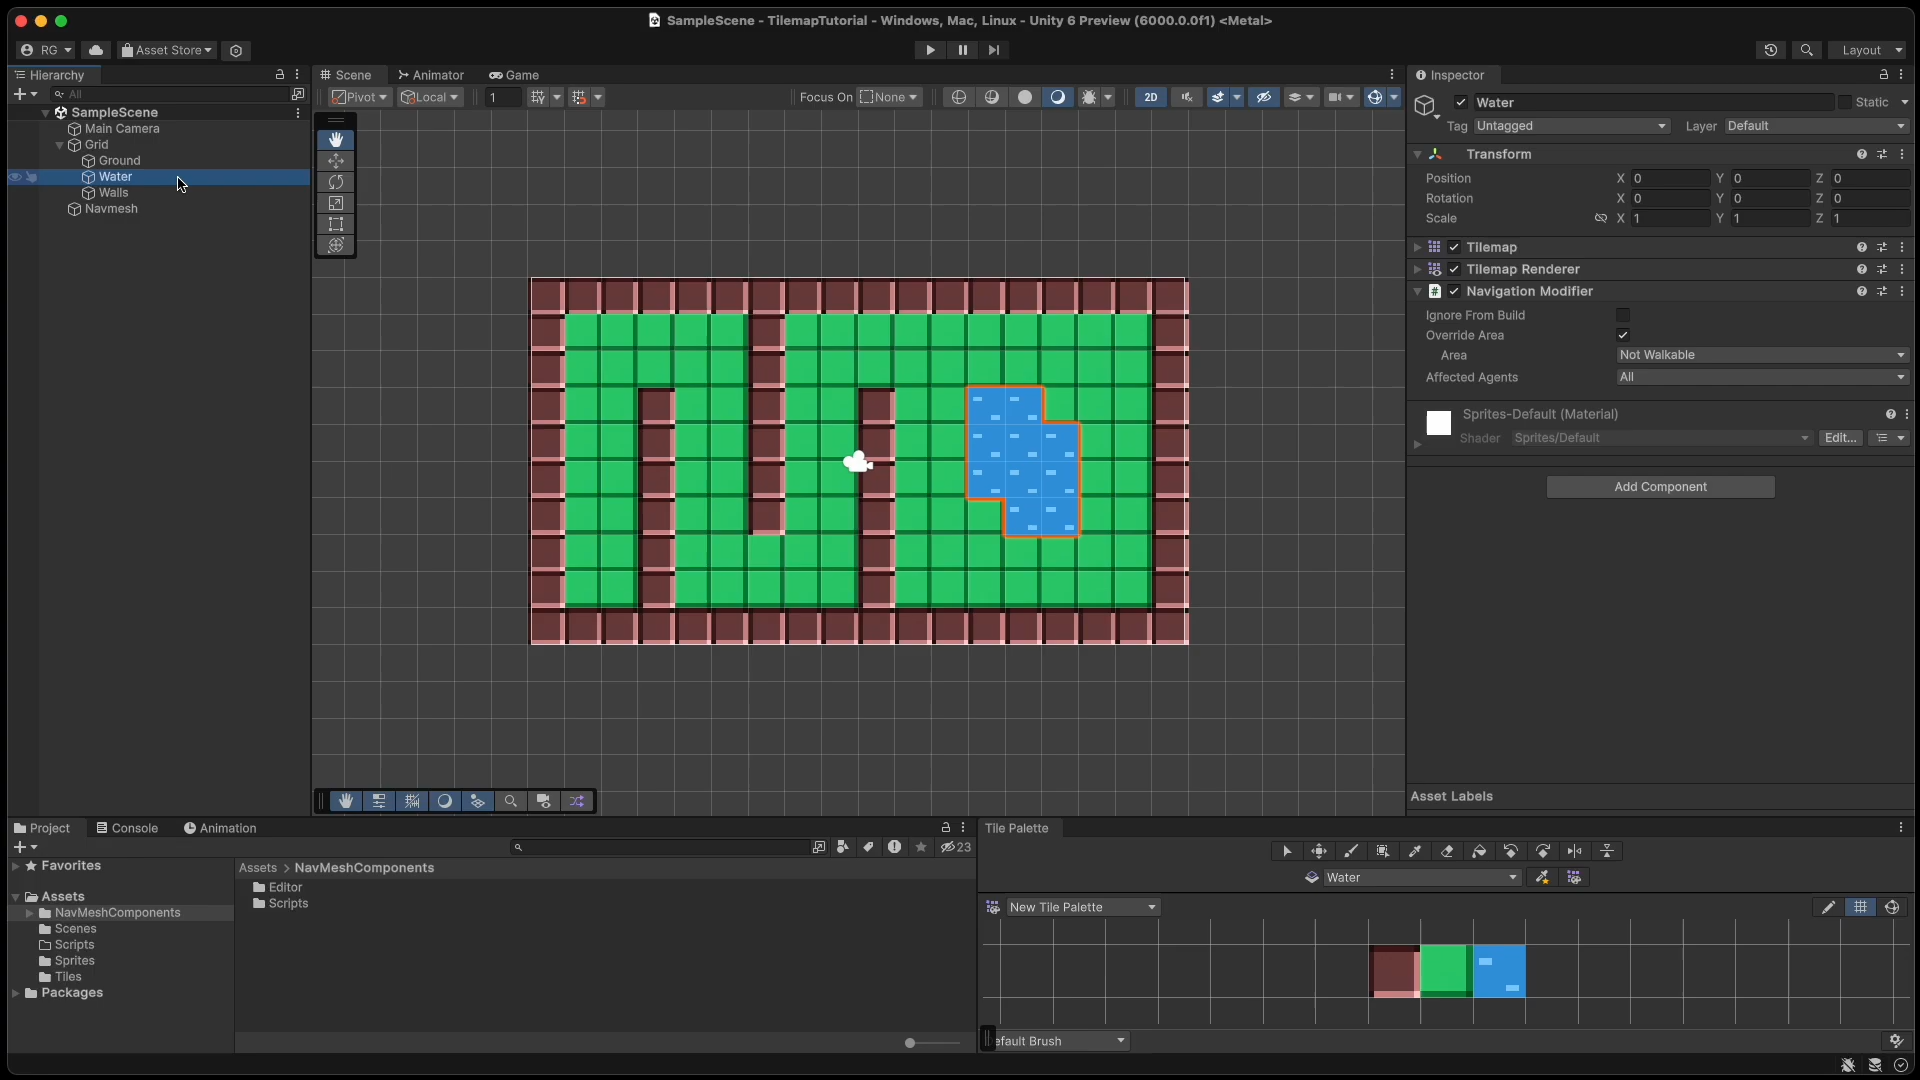 SampleScene - TilemapTutorial - Windows, Mac, Linux - Unity 6 Preview (6000.0.0f1) <Metal>
RG
Asset Store
Layout
Hierarchy
All
SampleScene
Main Camera
Grid
Ground
Water
Walls
Navmesh
Scene
Animator
Game
Pivot
Local
1
Focus On
None
2D
Inspector
Water
Static
Tag
Untagged
Layer
Default
Transform
Position
X
0
Y
0
Z
0
Rotation
X
0
Y
0
Z
0
Scale
X
1
Y
1
Z
1
Tilemap
Tilemap Renderer
# Navigation Modifier
Ignore From Build
Override Area
Area
Not Walkable
Affected Agents
All
Sprites-Default (Material)
Shader
Sprites/Default
Edit...
Add Component
Asset Labels
Project
Console
Animation
23
Favorites
Assets
NavMeshComponents
Scenes
Scripts
Sprites
Tiles
Packages
Assets > NavMeshComponents
Editor
Scripts
Tile Palette
Water
New Tile Palette
efault Brush